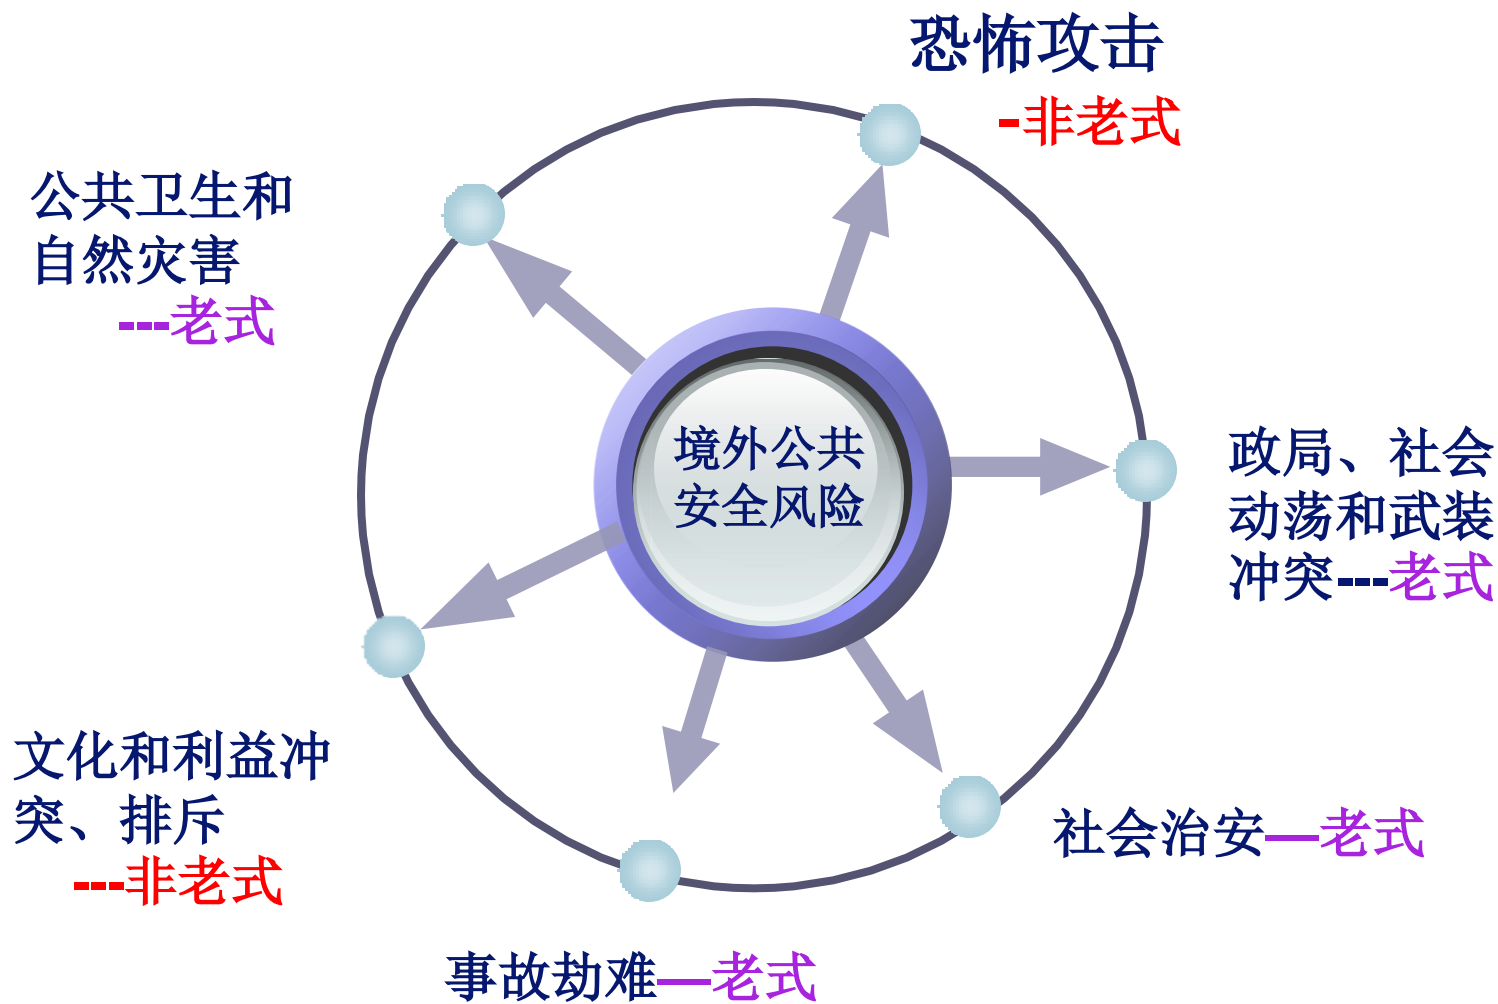 恐怖攻击
-非老式
公共卫生和
自然灾害
---老式
境外公共
安全风险
政局、社会
动荡和武装
冲突---老式
文化和利益冲
突、排斥
---非老式
社会治安—老式
事故劫难—老式